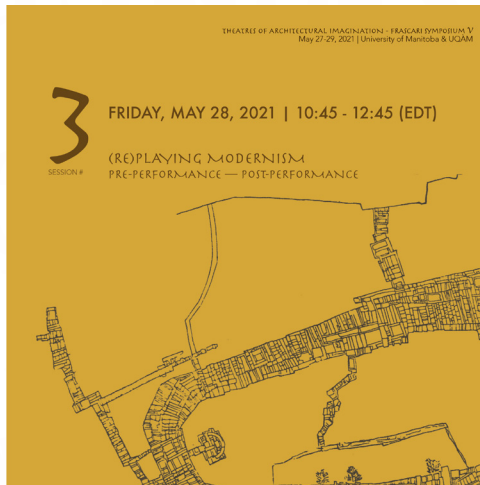 THEATRES OF ARCHITECTURAL IMAGINATION - FRASCARI SYMPOSIUM V
May 27-29, 2021 | University of Manitoba & UQÀM
3
SESSION #
FRIDAY, MAY 28, 2021 | 10:45 - 12:45 (EDT)
(RE)PLAYING MODERNISM
PRE-PERFORMANCE — POST-PERFORMANCE